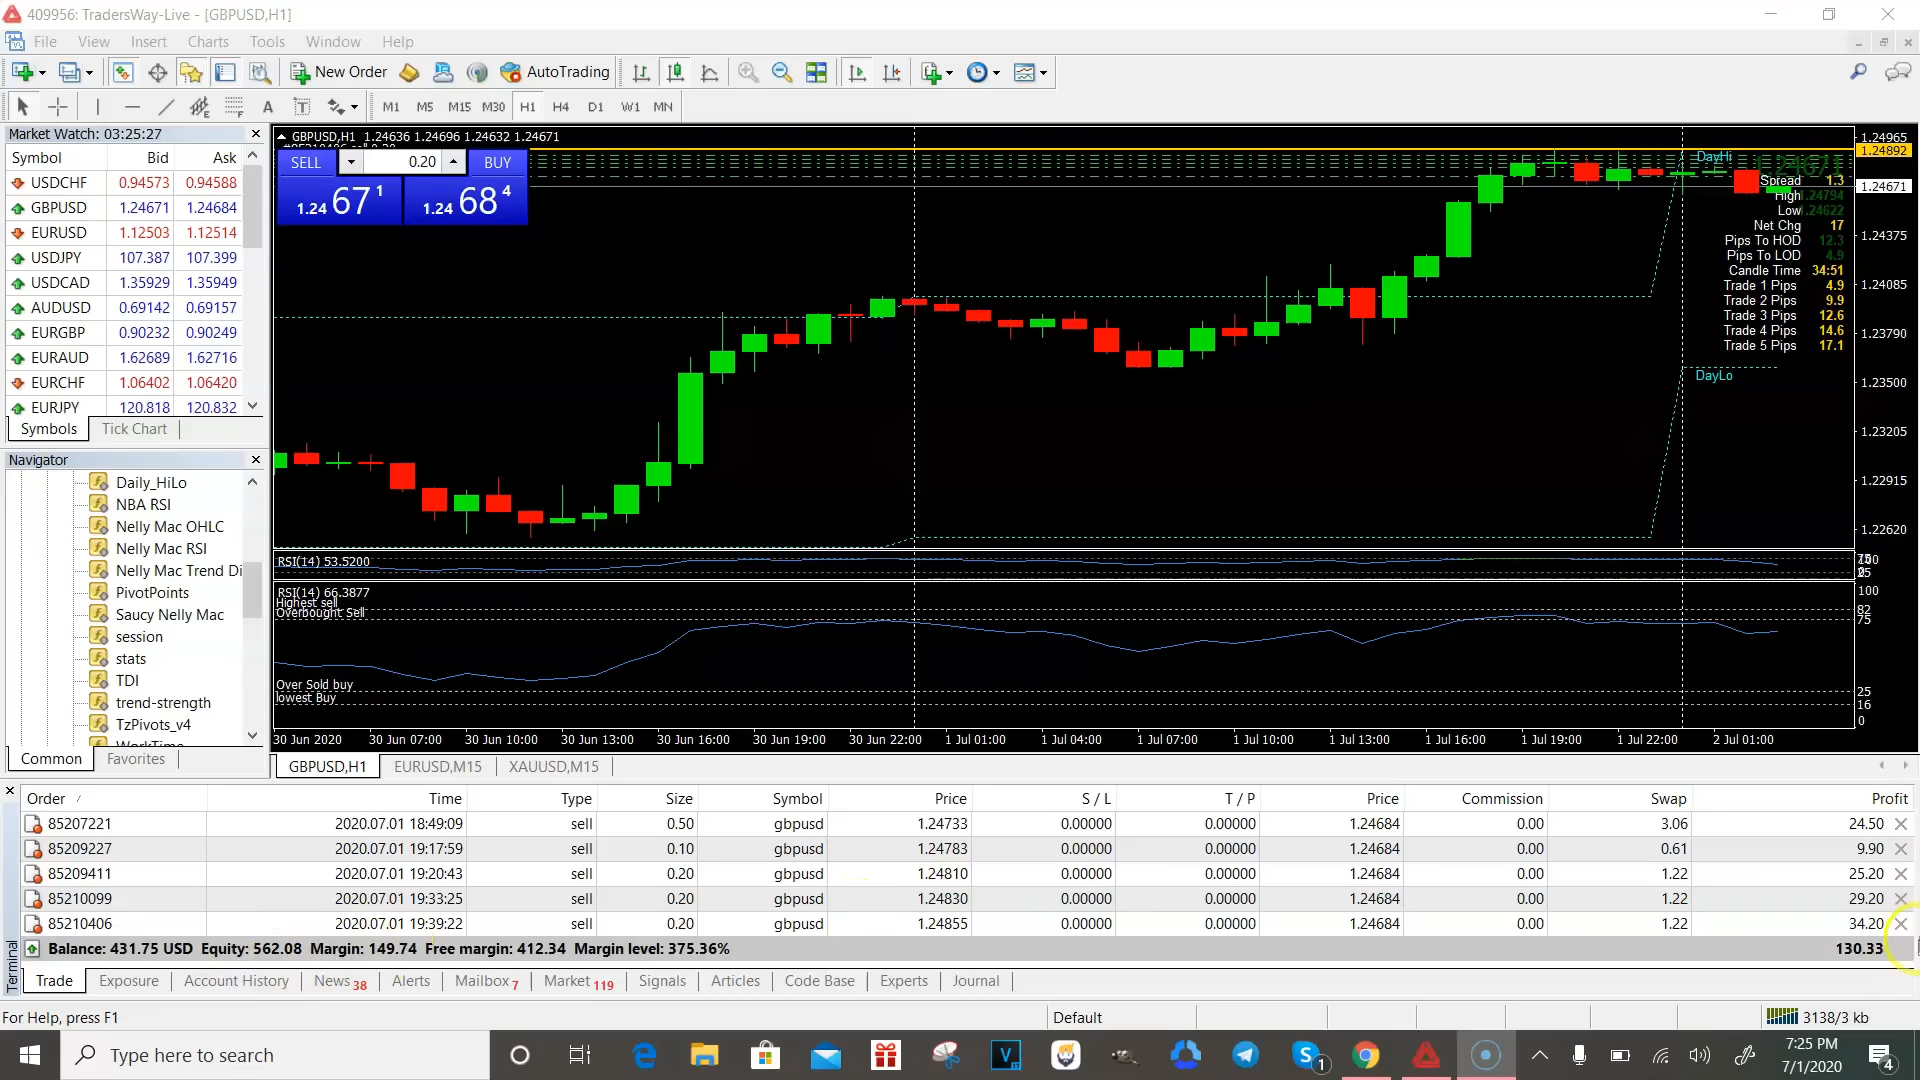 409956: TradersWay-Live - [GBPUSD,H1]
File View Insert Charts Tools Window Help
New Order AutoTrading
A T M1 M5 M15 M30 H1 H4 D1 W1 MN
Market Watch: 03:25:27
Symbol Bid Ask
USDCHF 0.94573 0.94588
GBPUSD 1.24671 1.24684
EURUSD 1.12503 1.12514
USDJPY 107.387 107.399
USDCAD 1.35929 1.35949
AUDUSD 0.69142 0.69157
EURGBP 0.90232 0.90249
EURAUD 1.62689 1.62716
EURCHF 1.06402 1.06420
EURJPY 120.818 120.832
Symbols Tick Chart
Navigator
Daily_HiLo
NBA RSI
Nelly Mac OHLC
Nelly Mac RSI
Nelly Mac Trend Di
PivotPoints
Saucy Nelly Mac
session
stats
TDI
trend-strength
TzPivots_v4
WorkTime
Common Favorites
GBPUSD,H1 1.24636 1.24696 1.24632 1.24671
SELL 0.20 BUY
1.24 67 1 1.24 68 4
DayHi
1.24671
Spread 1.3
High 1.24794
Low 1.24622
Net Chg 17
Pips To HOD 12.3
Pips To LOD 4.9
Candle Time 34:51
Trade 1 Pips 4.9
Trade 2 Pips 9.9
Trade 3 Pips 12.6
Trade 4 Pips 14.6
Trade 5 Pips 17.1
DayLo
1.24965
1.24892
1.24671
1.24375
1.24085
1.23790
1.23500
1.23205
1.22915
1.22620
RSI(14) 53.5200
RSI(14) 66.3877
Highest sell
Overbought Sell
Over Sold buy
lowest Buy
100
82
75
25
16
0
30 Jun 2020 30 Jun 07:00 30 Jun 10:00 30 Jun 13:00 30 Jun 16:00 30 Jun 19:00 30 Jun 22:00 1 Jul 01:00 1 Jul 04:00 1 Jul 07:00 1 Jul 10:00 1 Jul 13:00 1 Jul 16:00 1 Jul 19:00 1 Jul 22:00 2 Jul 01:00
GBPUSD,H1 EURUSD,M15 XAUUSD,M15
Order / Time Type Size Symbol Price S / L T / P Price Commission Swap Profit
85207221 2020.07.01 18:49:09 sell 0.50 gbpusd 1.24733 0.00000 0.00000 1.24684 0.00 3.06 24.50
85209227 2020.07.01 19:17:59 sell 0.10 gbpusd 1.24783 0.00000 0.00000 1.24684 0.00 0.61 9.90
85209411 2020.07.01 19:20:43 sell 0.20 gbpusd 1.24810 0.00000 0.00000 1.24684 0.00 1.22 25.20
85210099 2020.07.01 19:33:25 sell 0.20 gbpusd 1.24830 0.00000 0.00000 1.24684 0.00 1.22 29.20
85210406 2020.07.01 19:39:22 sell 0.20 gbpusd 1.24855 0.00000 0.00000 1.24684 0.00 1.22 34.20
Balance: 431.75 USD Equity: 562.08 Margin: 149.74 Free margin: 412.34 Margin level: 375.36% 130.33
Terminal
Trade Exposure Account History News 38 Alerts Mailbox 7 Market 119 Signals Articles Code Base Experts Journal
For Help, press F1 Default 3138/3 kb
Type here to search
1
7:25 PM
7/1/2020
4